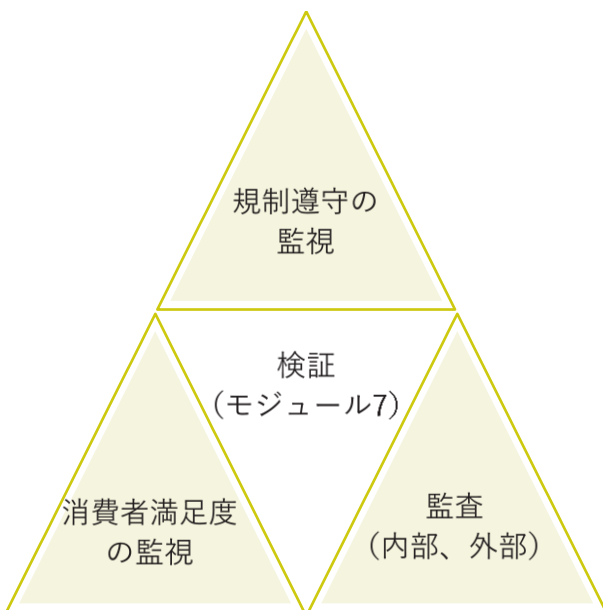 規制遵守の
監視
検証
（モジュール7）
消費者満足度
の監視
監査
（内部、外部）